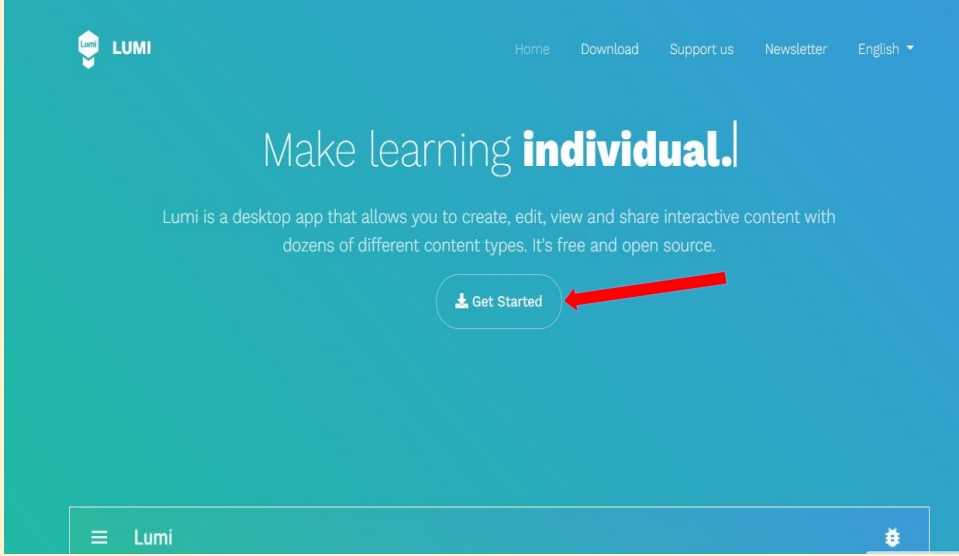 Lumi
LUMI
Home Download Support us Newsletter English
Make learning individual.
Lumi is a desktop app that allows you to create, edit, view and share interactive content with
dozens of different content types. It's free and open source.
Get Started
Lumi